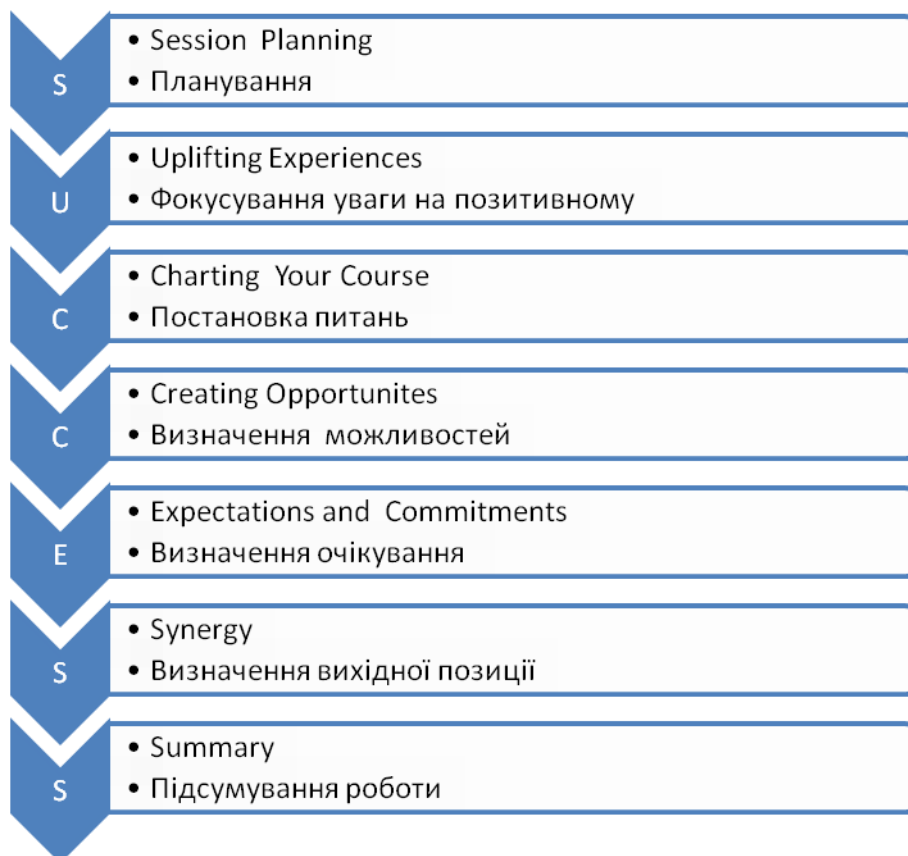 S
• Session Planning
• Планування
U
• Uplifting Experiences
• Фокусування уваги на позитивному
C
• Charting Your Course
• Постановка питань
C
• Creating Opportunites
• Визначення можливостей
E
• Expectations and Commitments
• Визначення очікування
S
• Synergy
• Визначення вихідної позиції
S
• Summary
• Підсумування роботи